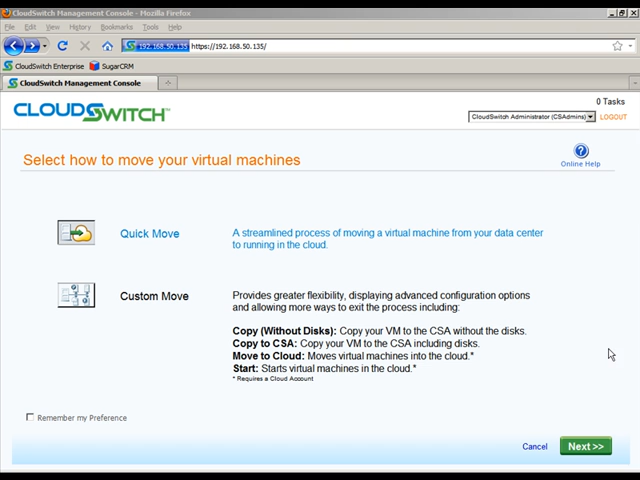 CloudSwitch Management Console - Mozilla Firefox
File Edit View History Bookmarks Tools Help
192.168.50.135 https://192.168.50.135/
CloudSwitch Enterprise SugarCRM
CloudSwitch Management Console
0 Tasks
CLOUDSWITCH™
CloudSwitch Administrator (CSAdmins) LOGOUT
Select how to move your virtual machines
Online Help
Quick Move
A streamlined process of moving a virtual machine from your data center
to running in the cloud.
Custom Move
Provides greater flexibility, displaying advanced configuration options
and allowing more ways to exit the process including:
Copy (Without Disks): Copy your VM to the CSA without the disks.
Copy to CSA: Copy your VM to the CSA including disks.
Move to Cloud: Moves virtual machines into the cloud.*
Start: Starts virtual machines in the cloud.*
* Requires a Cloud Account
Remember my Preference
Cancel Next >>